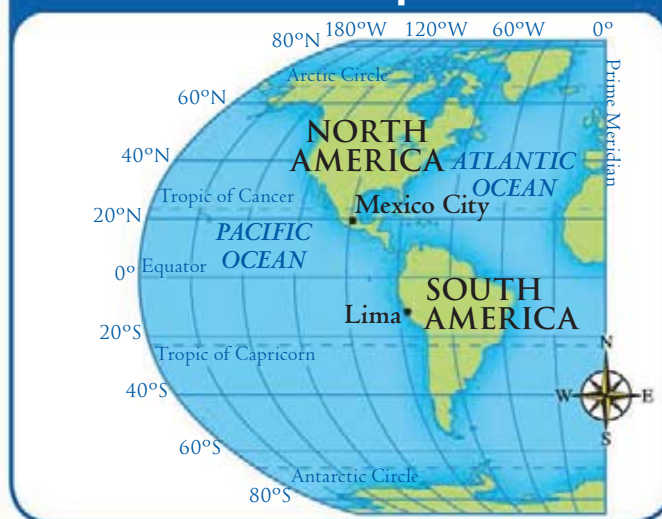 180°W 120°W 60°W 0°
80°N
Arctic Circle
Prime Meridian
60°N
NORTH
AMERICA
40°N
ATLANTIC
OCEAN
Tropic of Cancer
20°N
Mexico City
PACIFIC
OCEAN
0°
Equator
SOUTH
AMERICA
Lima
20°S
Tropic of Capricorn
N
W E
S
40°S
60°S
Antarctic Circle
80°S